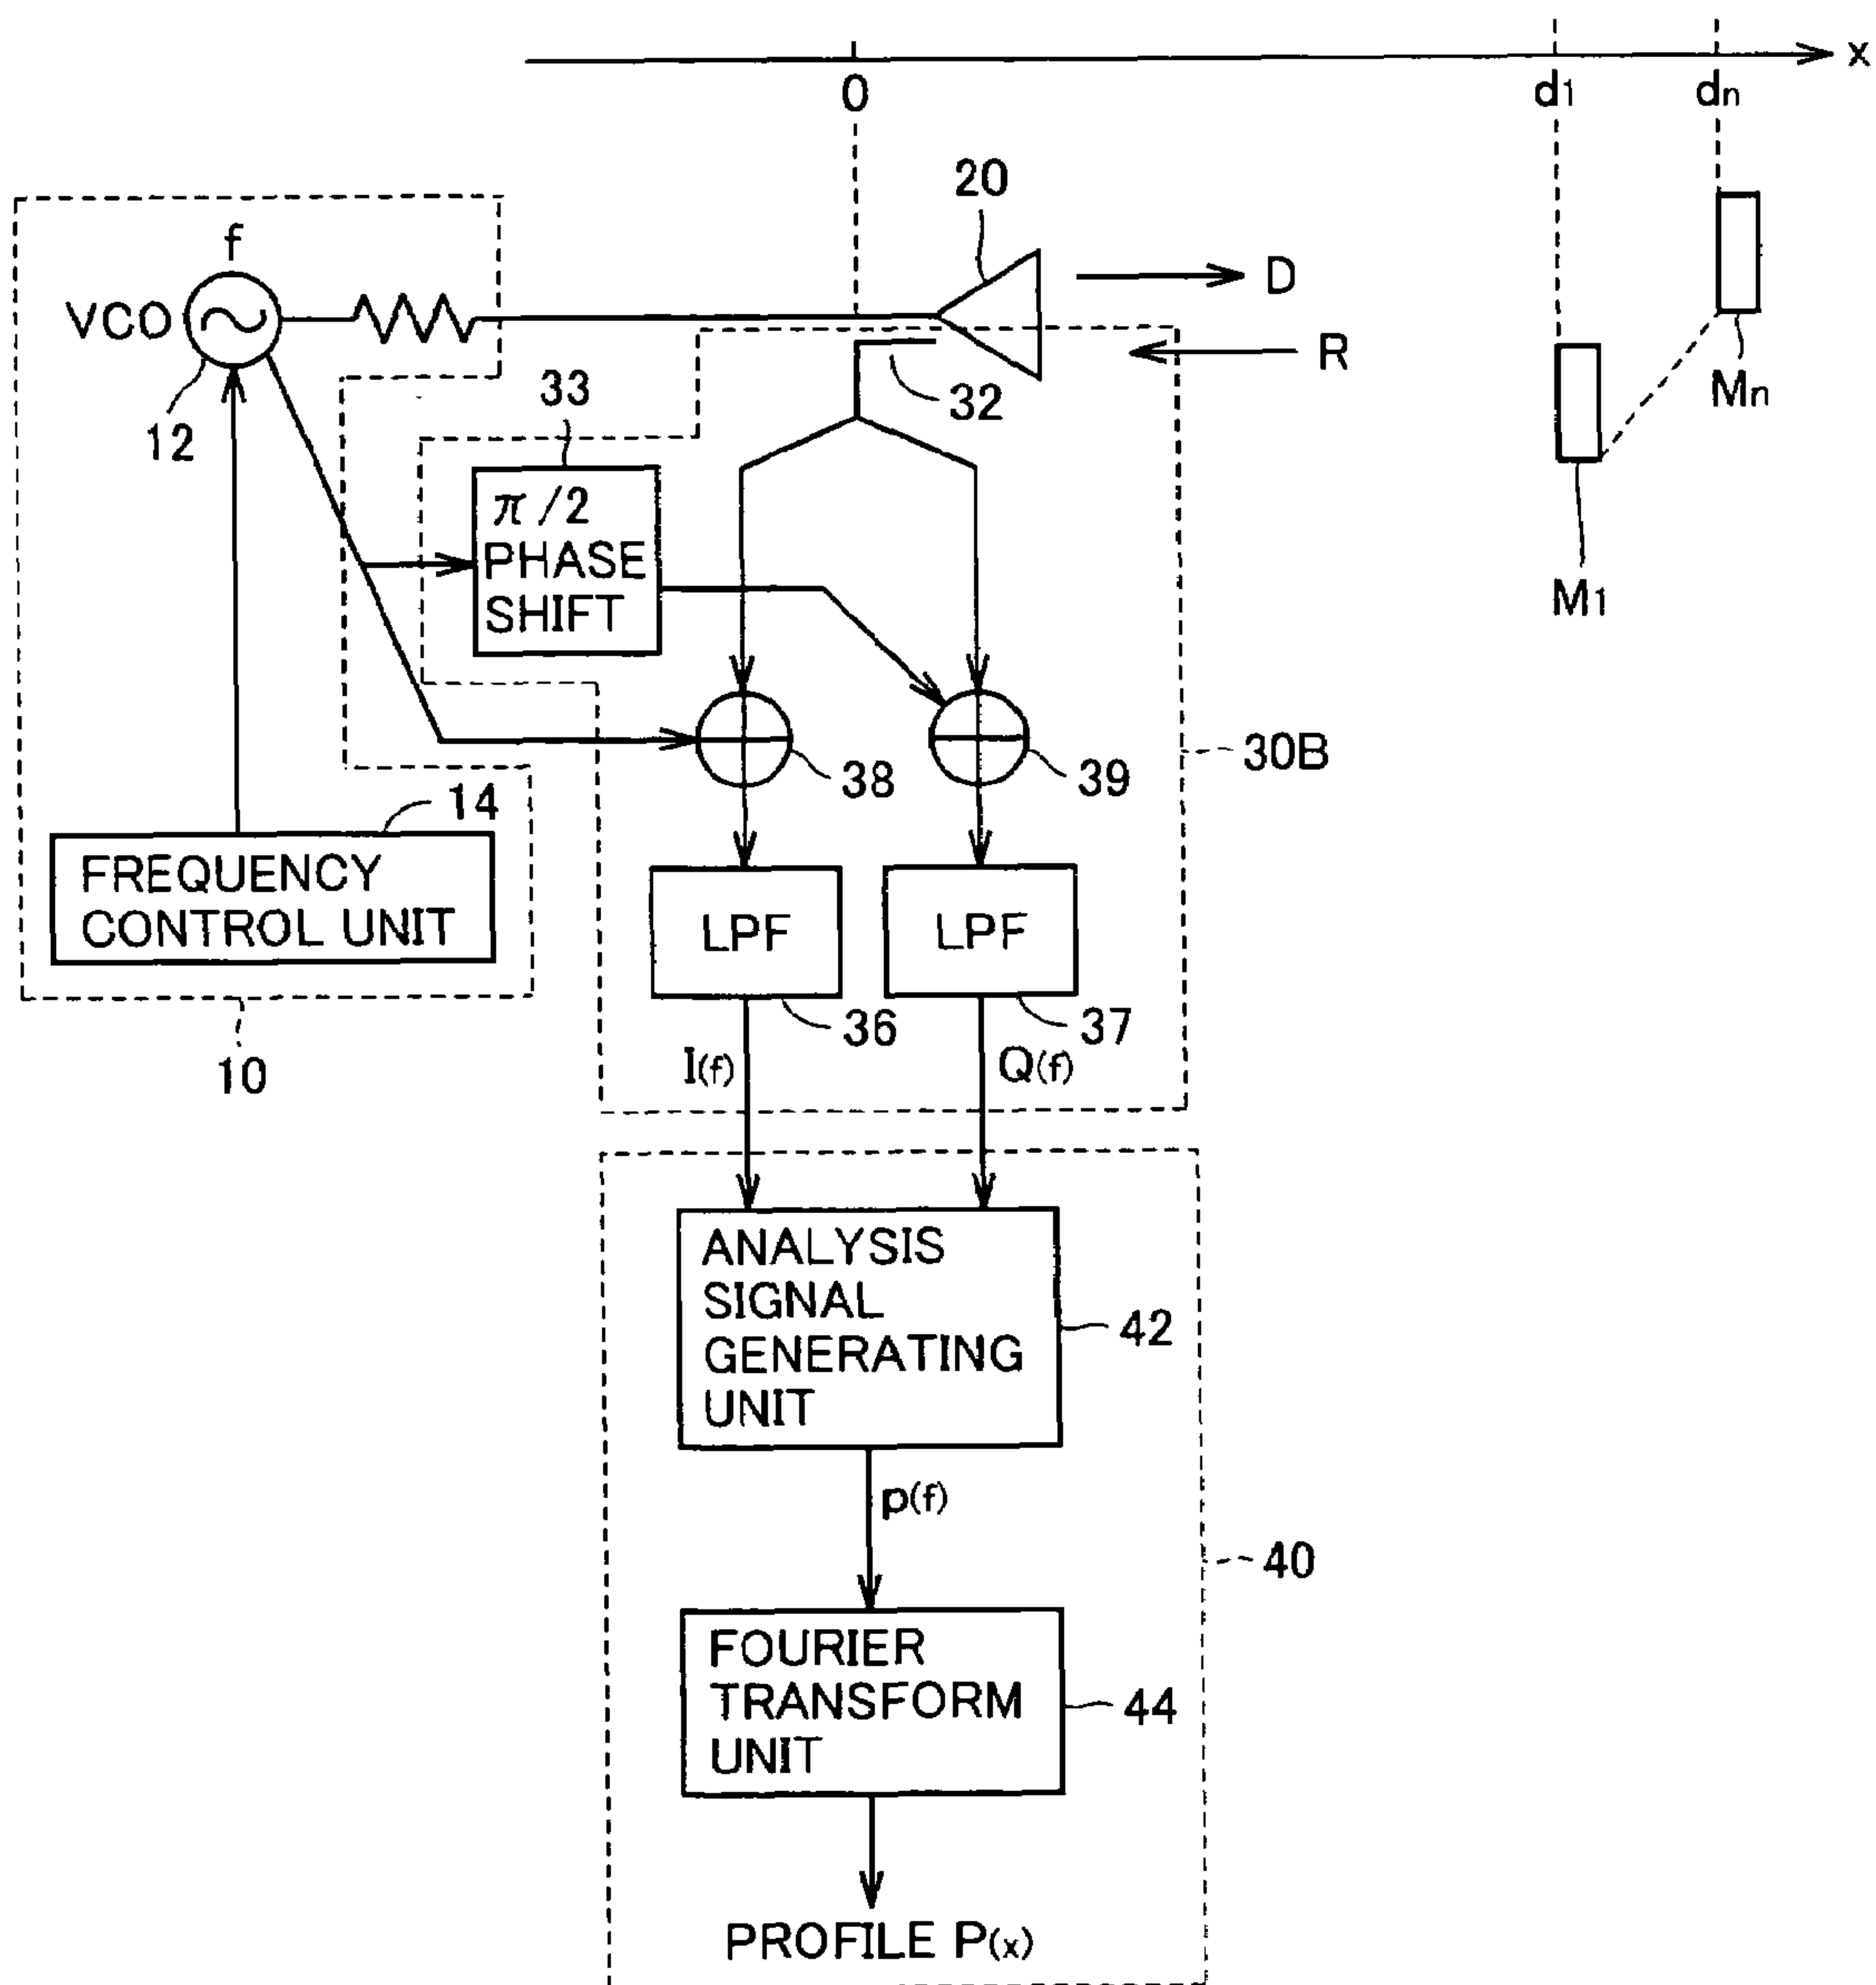 x
0
d1
dn
20
f
D
VCO
R
32
Mn
33
12
π/2
PHASE
SHIFT
M1
30B
38
39
14
FREQUENCY
CONTROL UNIT
LPF
LPF
36
37
I(f)
Q(f)
10
ANALYSIS
SIGNAL
GENERATING
UNIT
42
p(f)
40
FOURIER
TRANSFORM
UNIT
44
PROFILE P(x)